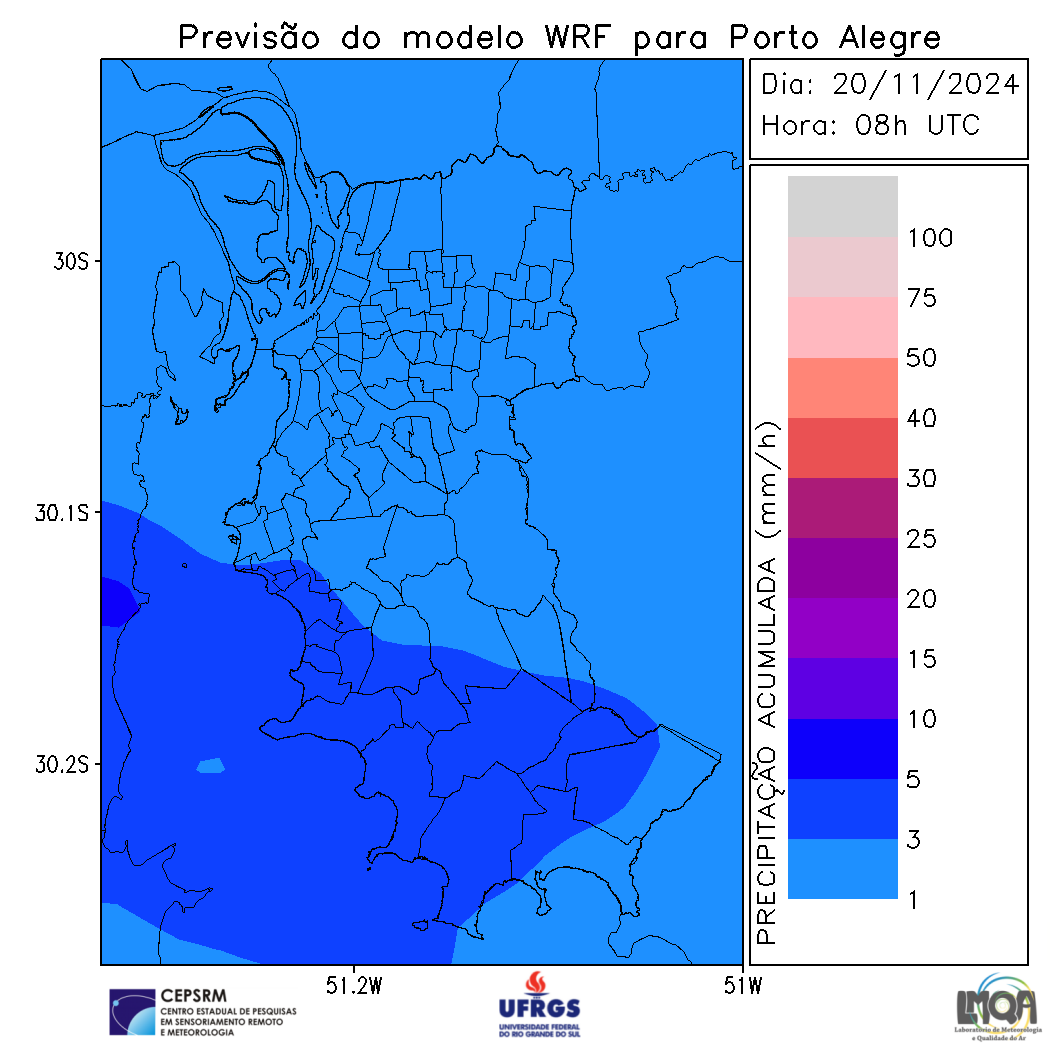 Previsão do modelo WRF para Porto Alegre
Dia: 20/11/2024
Hora: 08h UTC
30S
30.1S
30.2S
51.2W
51W
PRECIPITAÇÃO ACUMULADA (mm/h)
100
75
50
40
30
25
20
15
10
5
3
1
CEPSRM
CENTRO ESTADUAL DE PESQUISAS
EM SENSORIAMENTO REMOTO
E METEOROLOGIA
UFRGS
UNIVERSIDADE FEDERAL
DO RIO GRANDE DO SUL
LMQA
Laboratório de Meteorologia
e Qualidade do Ar